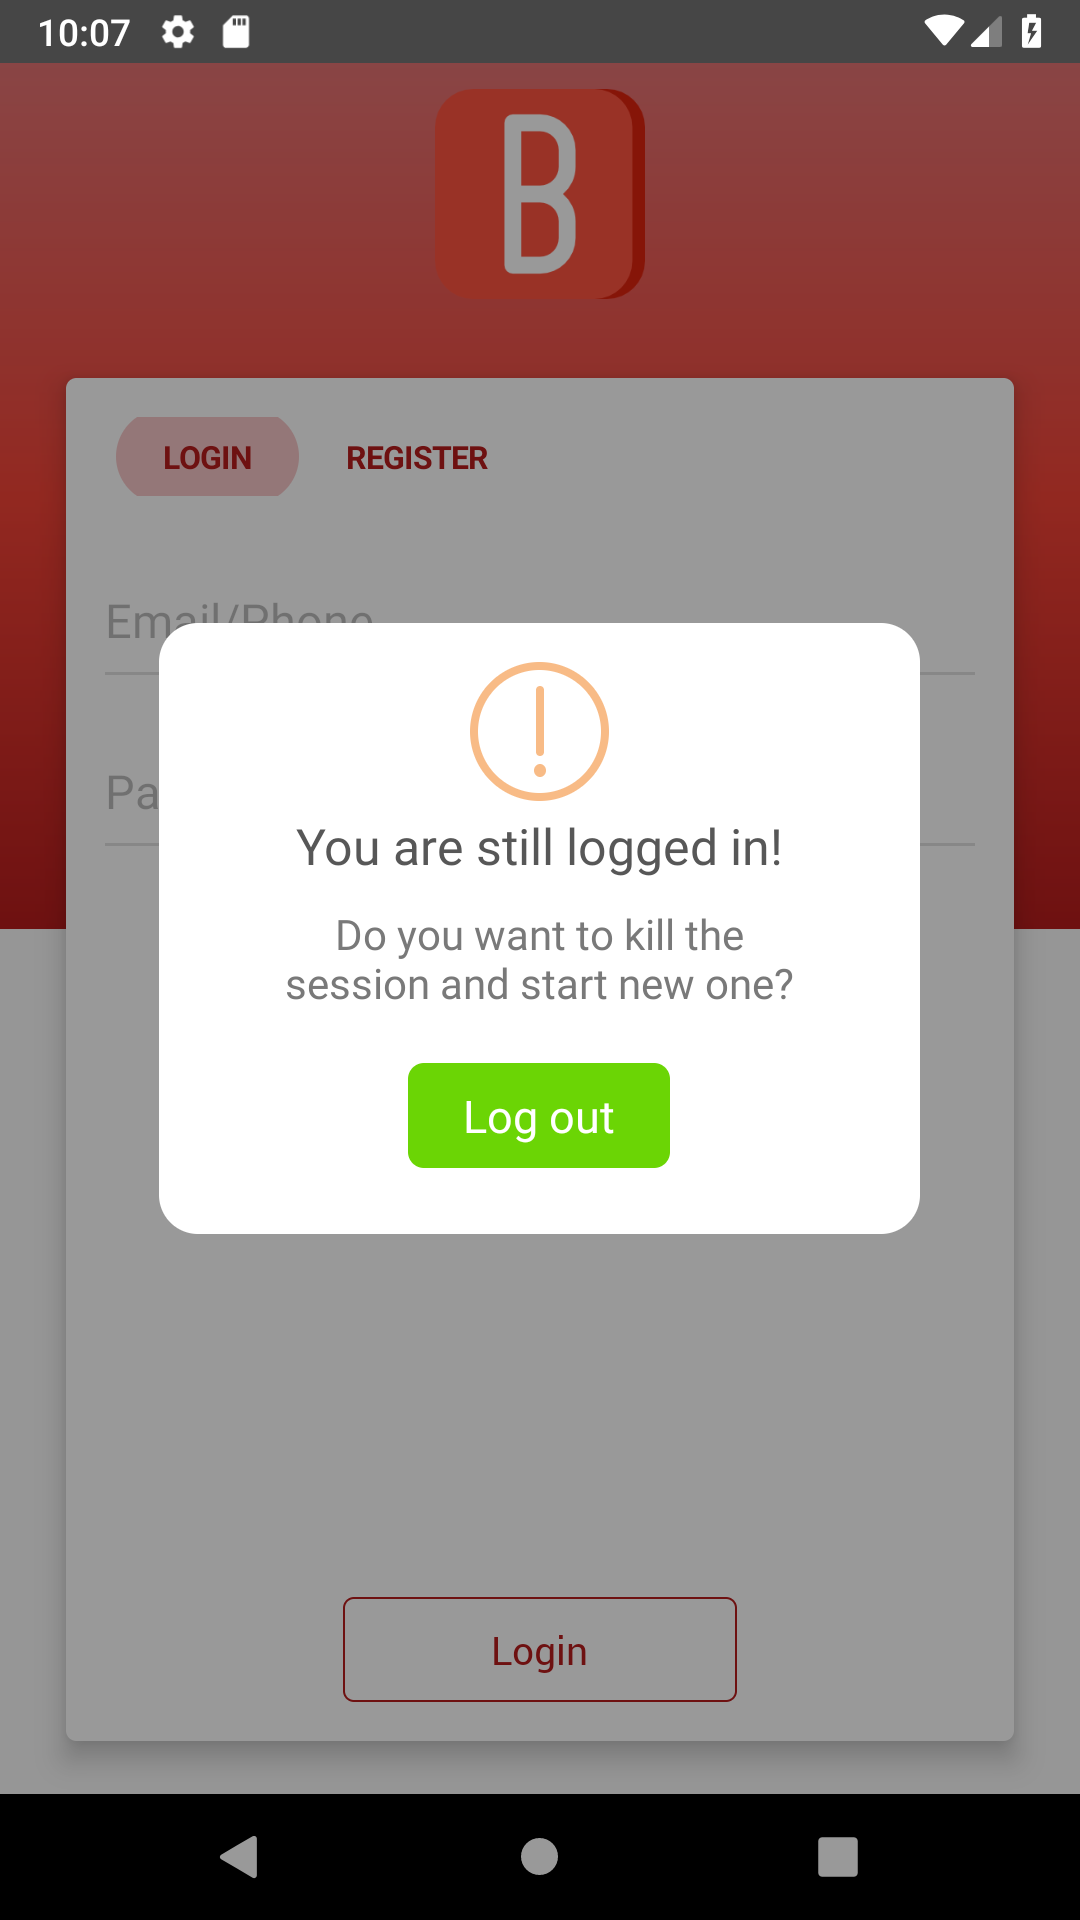 10:07
B
LOGIN REGISTER
Email/Phone
Pa
You are still logged in!
Do you want to kill the
session and start new one?
Log out
Login